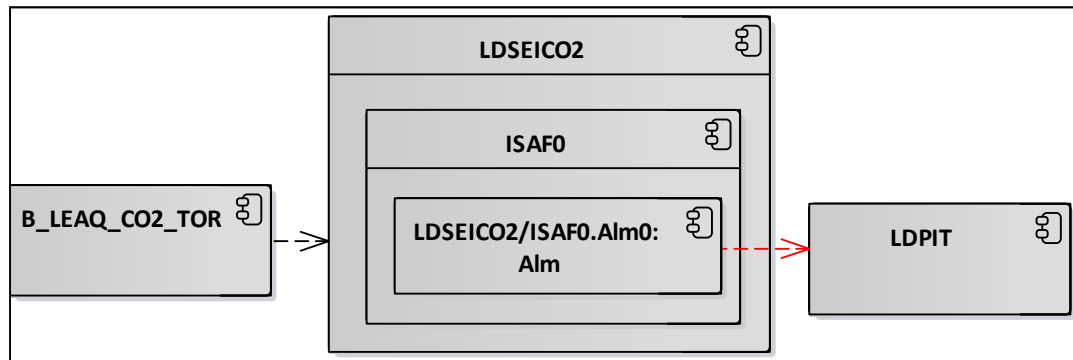 LDSEICO2
ISAF0
B_LEAQ_CO2_TOR
LDSEICO2/ISAF0.Alm0:
Alm
LDPIT